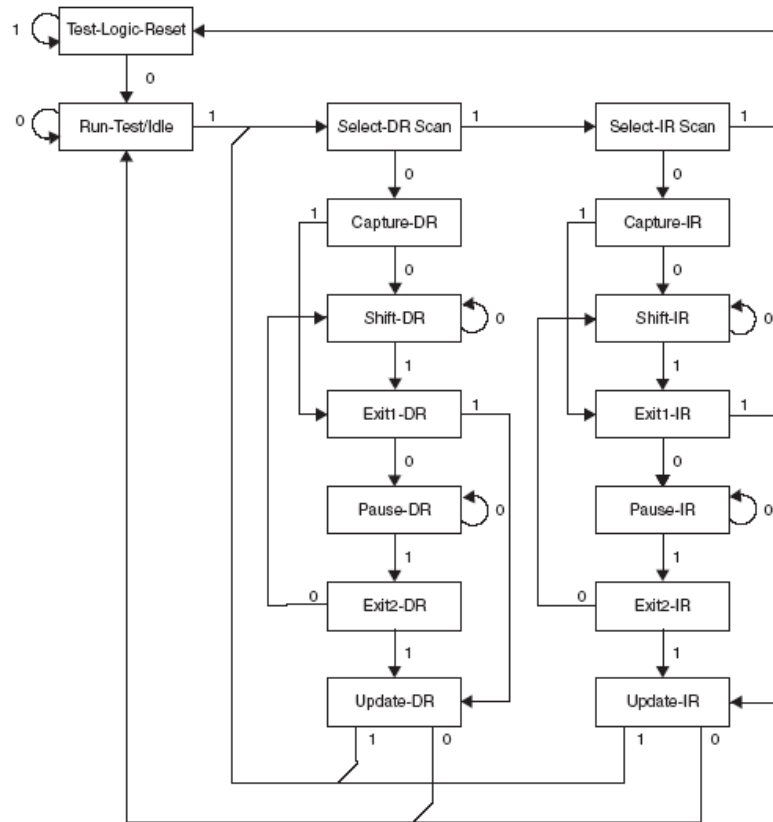 1 Test-Logic-Reset
0
0 Run-Test/Idle 1 Select-DR Scan 1 Select-IR Scan 1
0 0
1 Capture-DR 1 Capture-IR
0 0
Shift-DR 0 Shift-IR 0
1 1
Exit1-DR 1 Exit1-IR 1
0 0
Pause-DR 0 Pause-IR 0
1 1
0 Exit2-DR 0 Exit2-IR
1 1
Update-DR Update-IR
1 0 1 0